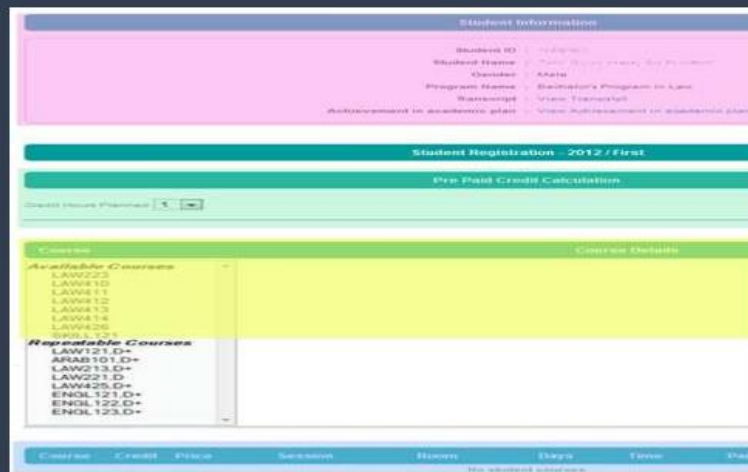 Student Information
Student ID :
Student Name :
Gender : Male
Program Name : Bachelor's Program in Law
Transcript : View Transcript
Achievement in academic plan : View Achievement in academic plan
Student Registration - 2012 / First
Pre Paid Credit Calculation
Credit Hours Planned 1
Course Course Details
Available Courses
LAW223
LAW410
LAW411
LAW412
LAW413
LAW414
LAW426
SKILL121
Repeatable Courses
LAW121,D+
ARAB101,D+
LAW213,D+
LAW221,D
LAW425,D+
ENGL121,D+
ENGL122,D+
ENGL123,D+
Course Credit Price Session Room Days Time
No student courses